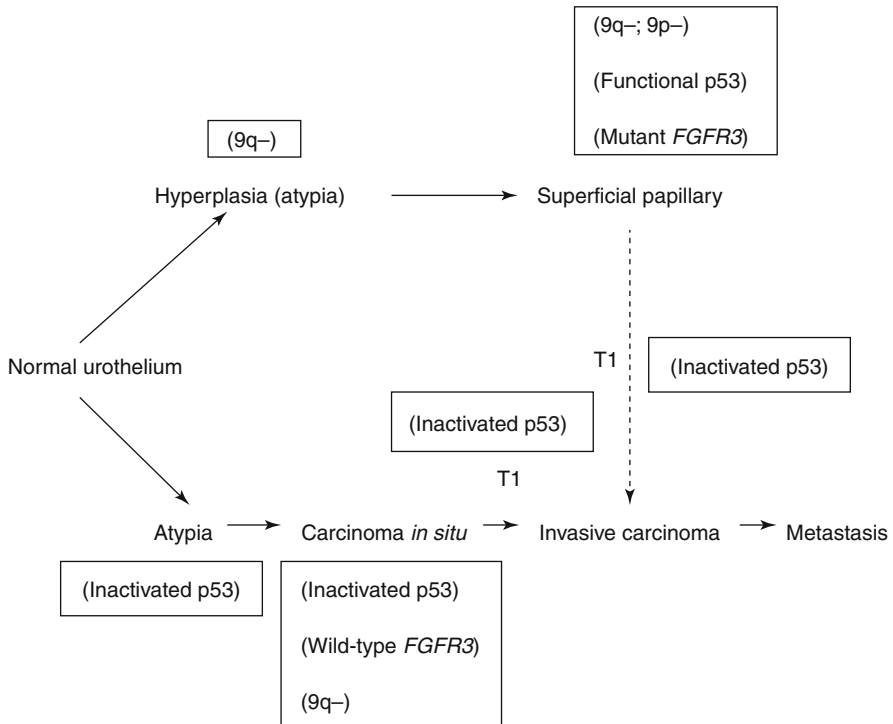 (9q–; 9p–)
(Functional p53)
(Mutant FGFR3)
(9q–)
Hyperplasia (atypia)
Superficial papillary
Normal urothelium
T1
(Inactivated p53)
(Inactivated p53)
T1
Atypia
Carcinoma in situ
Invasive carcinoma
Metastasis
(Inactivated p53)
(Inactivated p53)
(Wild-type FGFR3)
(9q–)